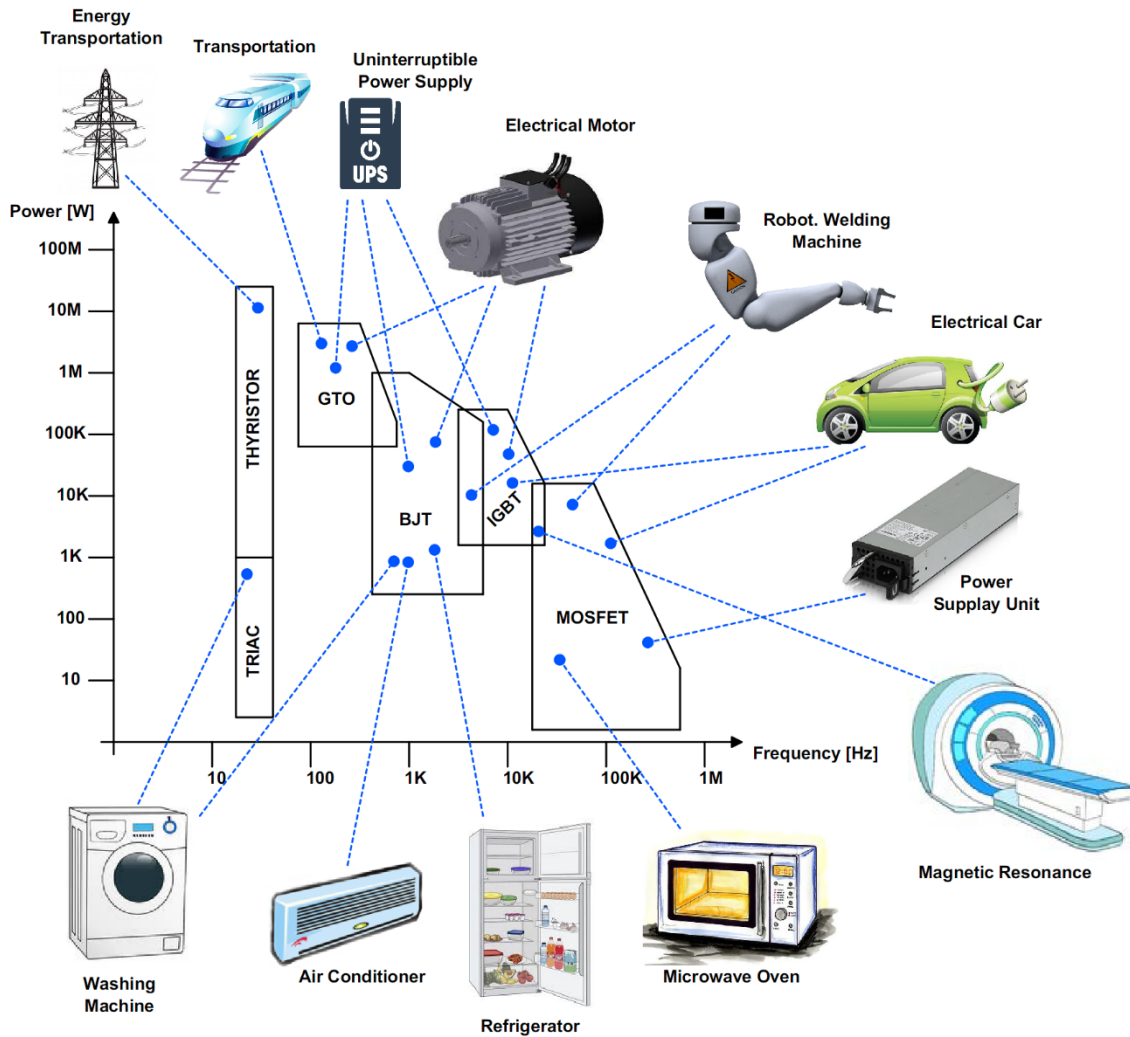 Energy
Transportation
Transportation
Uninterruptible
Power Supply
UPS
Electrical Motor
Robot. Welding
Machine
Electrical Car
Power
Supplay Unit
Magnetic Resonance
Power [W]
100M
10M
1M
100K
10K
1K
100
10
THYRISTOR
TRIAC
GTO
BJT
IGBT
MOSFET
10
100
1K
10K
100K
1M
Frequency [Hz]
Washing
Machine
Air Conditioner
Refrigerator
Microwave Oven